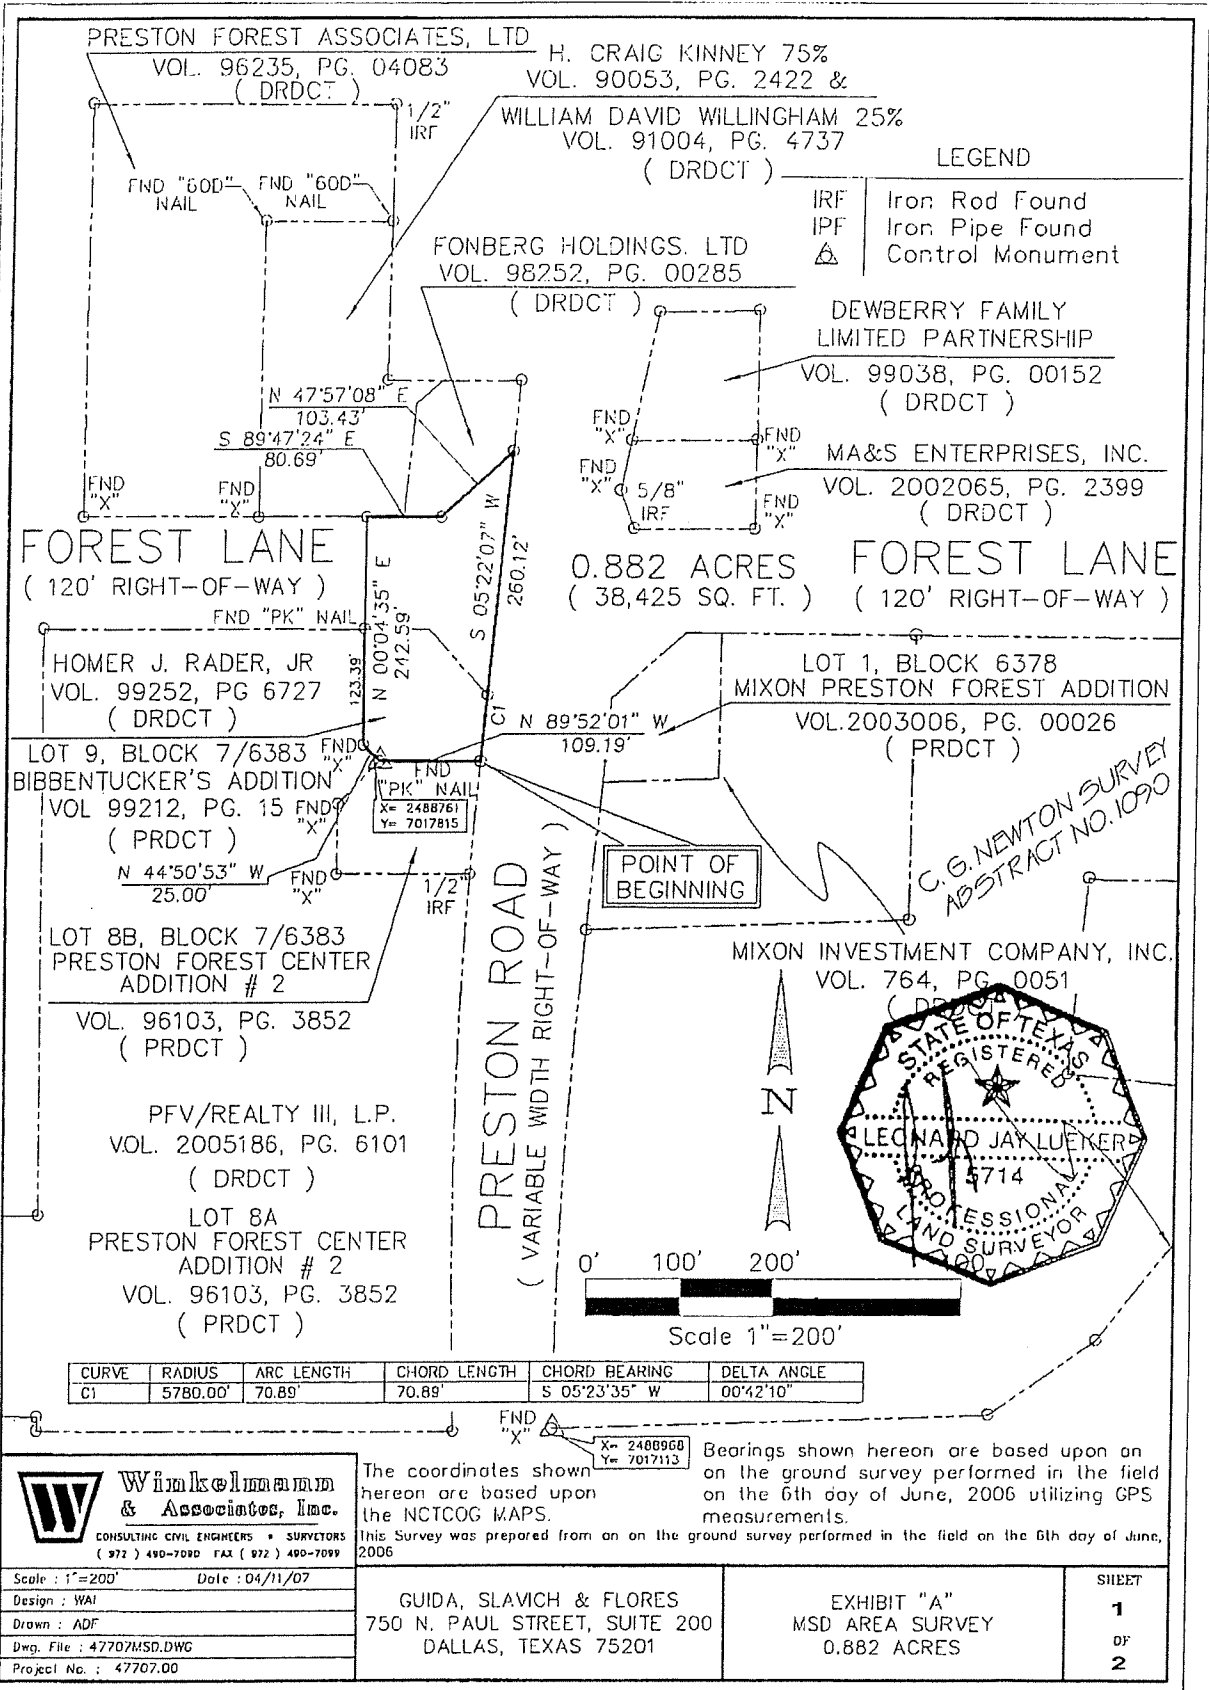 PRESTON FOREST ASSOCIATES, LTD
VOL. 96235, PG. 04083
( DRDCT )
H. CRAIG KINNEY 75%
VOL. 90053, PG. 2422 &
WILLIAM DAVID WILLINGHAM 25%
VOL. 91004, PG. 4737
( DRDCT )
1/2"
IRF
FND "60D"
NAIL
FND "60D"
NAIL
LEGEND
IRF Iron Rod Found
IPF Iron Pipe Found
Control Monument
FONBERG HOLDINGS. LTD
VOL. 98252, PG. 00285
( DRDCT )
DEWBERRY FAMILY
LIMITED PARTNERSHIP
VOL. 99038, PG. 00152
( DRDCT )
N 47°57'08" E
103.43'
S 89°47'24" E
80.69'
FND
"X"
FND
"X"
FND
"X"
FND
"X"
5/8"
IRF
FND
"X"
FND
"X"
MA&S ENTERPRISES, INC.
VOL. 2002065, PG. 2399
( DRDCT )
FOREST LANE
( 120' RIGHT-OF-WAY )
S 05°22'07" W
260.12'
0.882 ACRES
( 38,425 SQ. FT. )
FOREST LANE
( 120' RIGHT-OF-WAY )
FND "PK" NAIL
N 00°04'35" E
242.59'
123.39'
HOMER J. RADER, JR
VOL. 99252, PG 6727
( DRDCT )
C1
N 89°52'01" W
109.19'
LOT 1, BLOCK 6378
MIXON PRESTON FOREST ADDITION
VOL.2003006, PG. 00026
( PRDCT )
LOT 9, BLOCK 7/6383
BIBBENTUCKER'S ADDITION
VOL 99212, PG. 15
( PRDCT )
FND
"X"
FND
"PK" NAIL
X= 2488761
Y= 7017815
FND
"X"
N 44°50'53" W
25.00'
FND
"X"
1/2"
IRF
POINT OF
BEGINNING
C. G. NEWTON SURVEY
ABSTRACT NO. 1090
LOT 8B, BLOCK 7/6383
PRESTON FOREST CENTER
ADDITION # 2
VOL. 96103, PG. 3852
( PRDCT )
PRESTON ROAD
( VARIABLE WIDTH RIGHT-OF-WAY )
MIXON INVESTMENT COMPANY, INC.
VOL. 764, PG. 0051
( DRDCT )
N
STATE OF TEXAS
REGISTERED
LEONARD JAY LUEKER
5714
PROFESSIONAL
LAND SURVEYOR
PFV/REALTY III, L.P.
VOL. 2005186, PG. 6101
( DRDCT )
LOT 8A
PRESTON FOREST CENTER
ADDITION # 2
VOL. 96103, PG. 3852
( PRDCT )
0' 100' 200' 400'
Scale 1"=200'
CURVE RADIUS ARC LENGTH CHORD LENGTH CHORD BEARING DELTA ANGLE
C1 5780.00' 70.89' 70.89' S 05°23'35" W 00°42'10"
FND
"X"
X= 2488968
Y= 7017113
Winkelmann
& Associates, Inc.
CONSULTING CIVIL ENGINEERS ■ SURVEYORS
( 972 ) 490-7090 FAX ( 972 ) 490-7099
The coordinates shown
hereon are based upon
the NCTCOG MAPS.
Bearings shown hereon are based upon an
on the ground survey performed in the field
on the 6th day of June, 2006 utilizing GPS
measurements.
This Survey was prepared from an on the ground survey performed in the field on the 6th day of June,
2006
Scale : 1"=200' Date : 04/11/07
Design : WAI
Drawn : ADF
Dwg. File : 47707MSD.DWG
Project No. : 47707.00
GUIDA, SLAVICH & FLORES
750 N. PAUL STREET, SUITE 200
DALLAS, TEXAS 75201
EXHIBIT "A"
MSD AREA SURVEY
0.882 ACRES
SHEET
1
OF
2